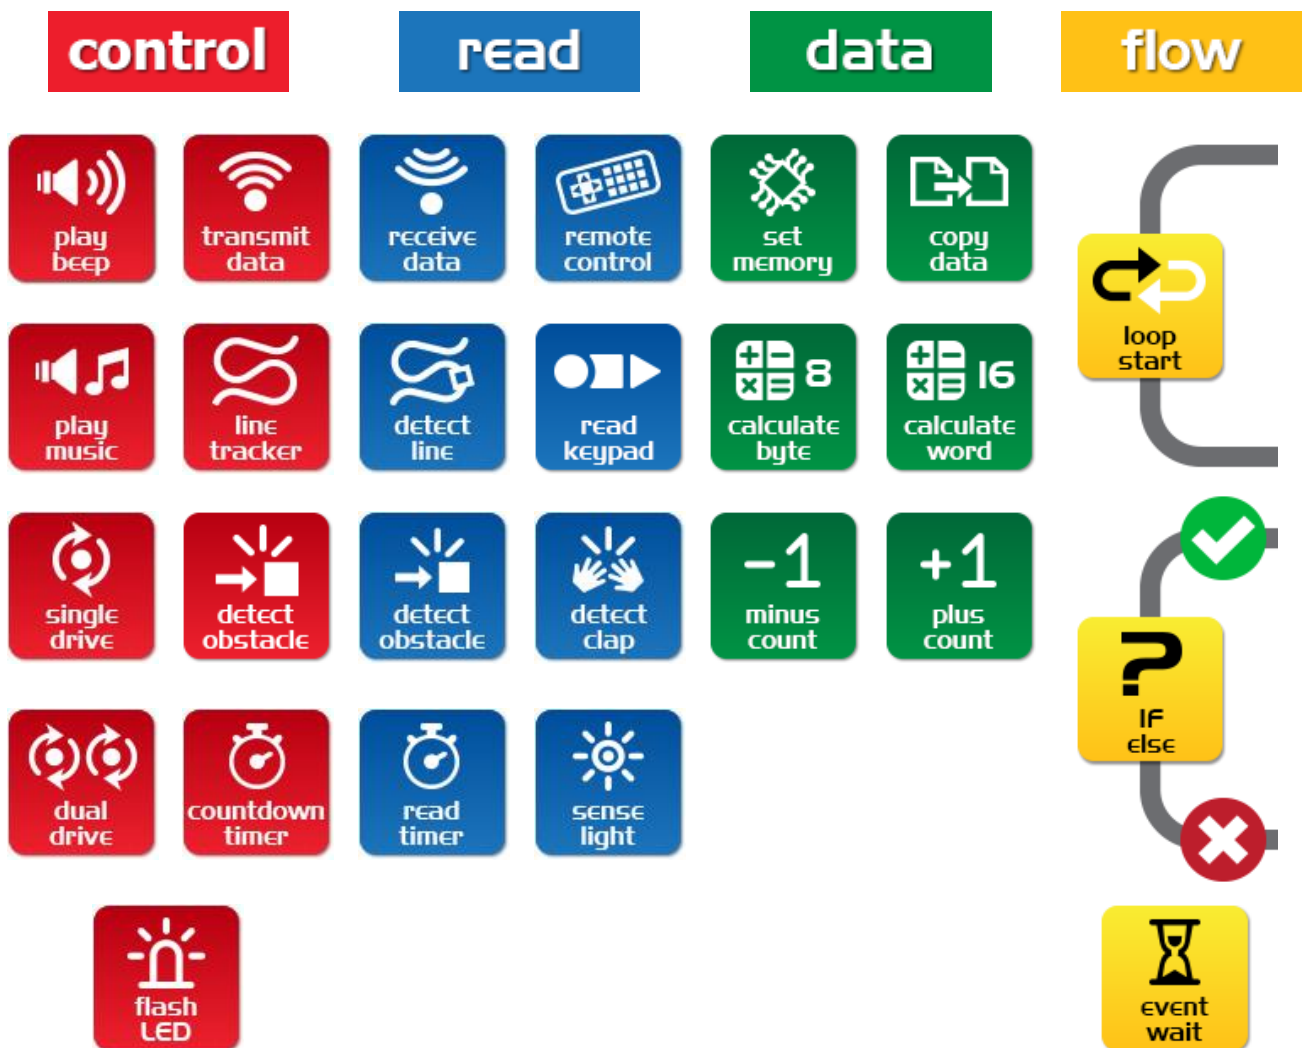 control
read
data
flow
play
beep
transmit
data
receive
data
remote
control
set
memory
copy
data
loop
start
play
music
line
tracker
detect
line
read
keypad
8
calculate
byte
16
calculate
word
single
drive
detect
obstacle
detect
obstacle
detect
clap
-1
minus
count
+1
plus
count
?
IF
else
dual
drive
countdown
timer
read
timer
sense
light
flash
LED
event
wait